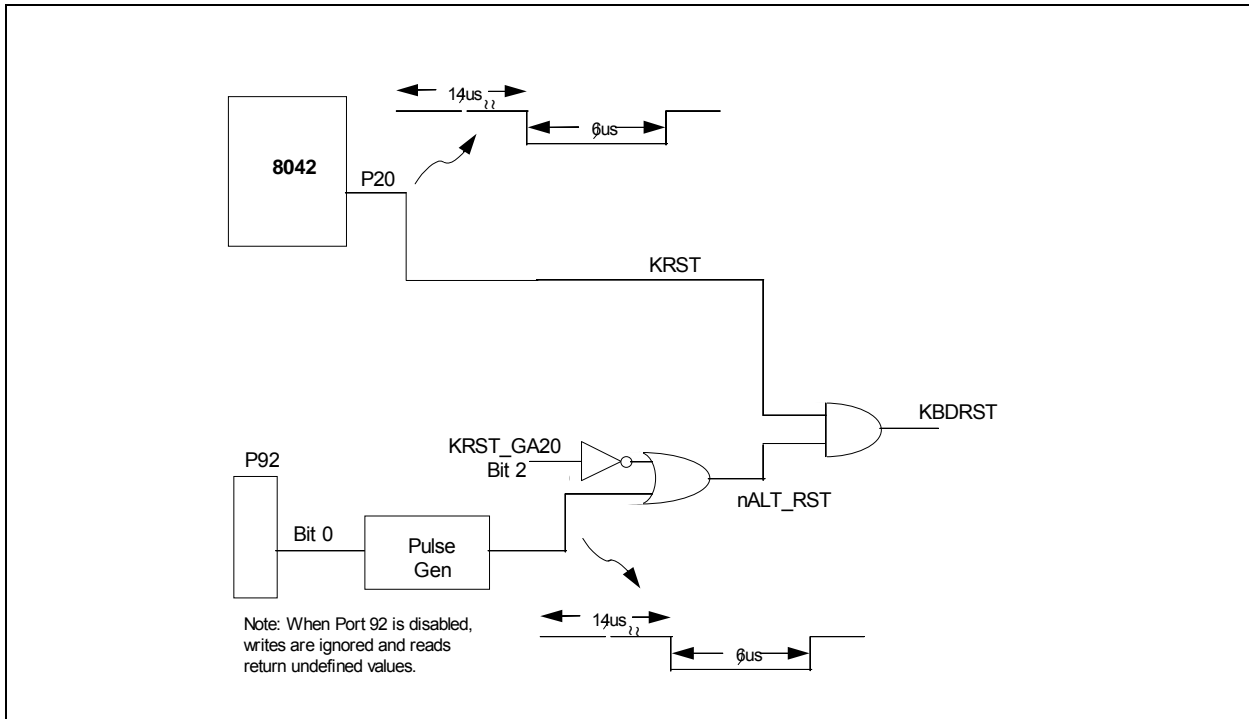 14us
6us
8042
P20
KRST
KBDRST
KRST_GA20
Bit 2
nALT_RST
P92
Bit 0
Pulse
Gen
14us
6us
Note: When Port 92 is disabled,
writes are ignored and reads
return undefined values.